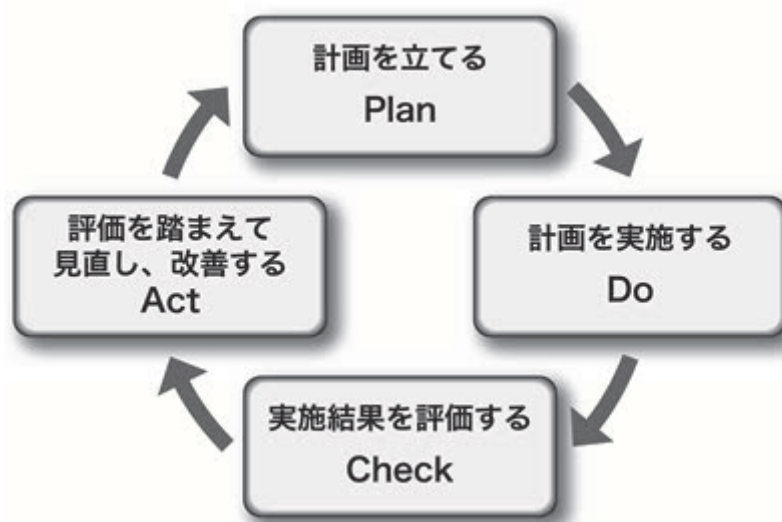 計画を立てる
Plan
計画を実施する
Do
実施結果を評価する
Check
評価を踏まえて
見直し、改善する
Act